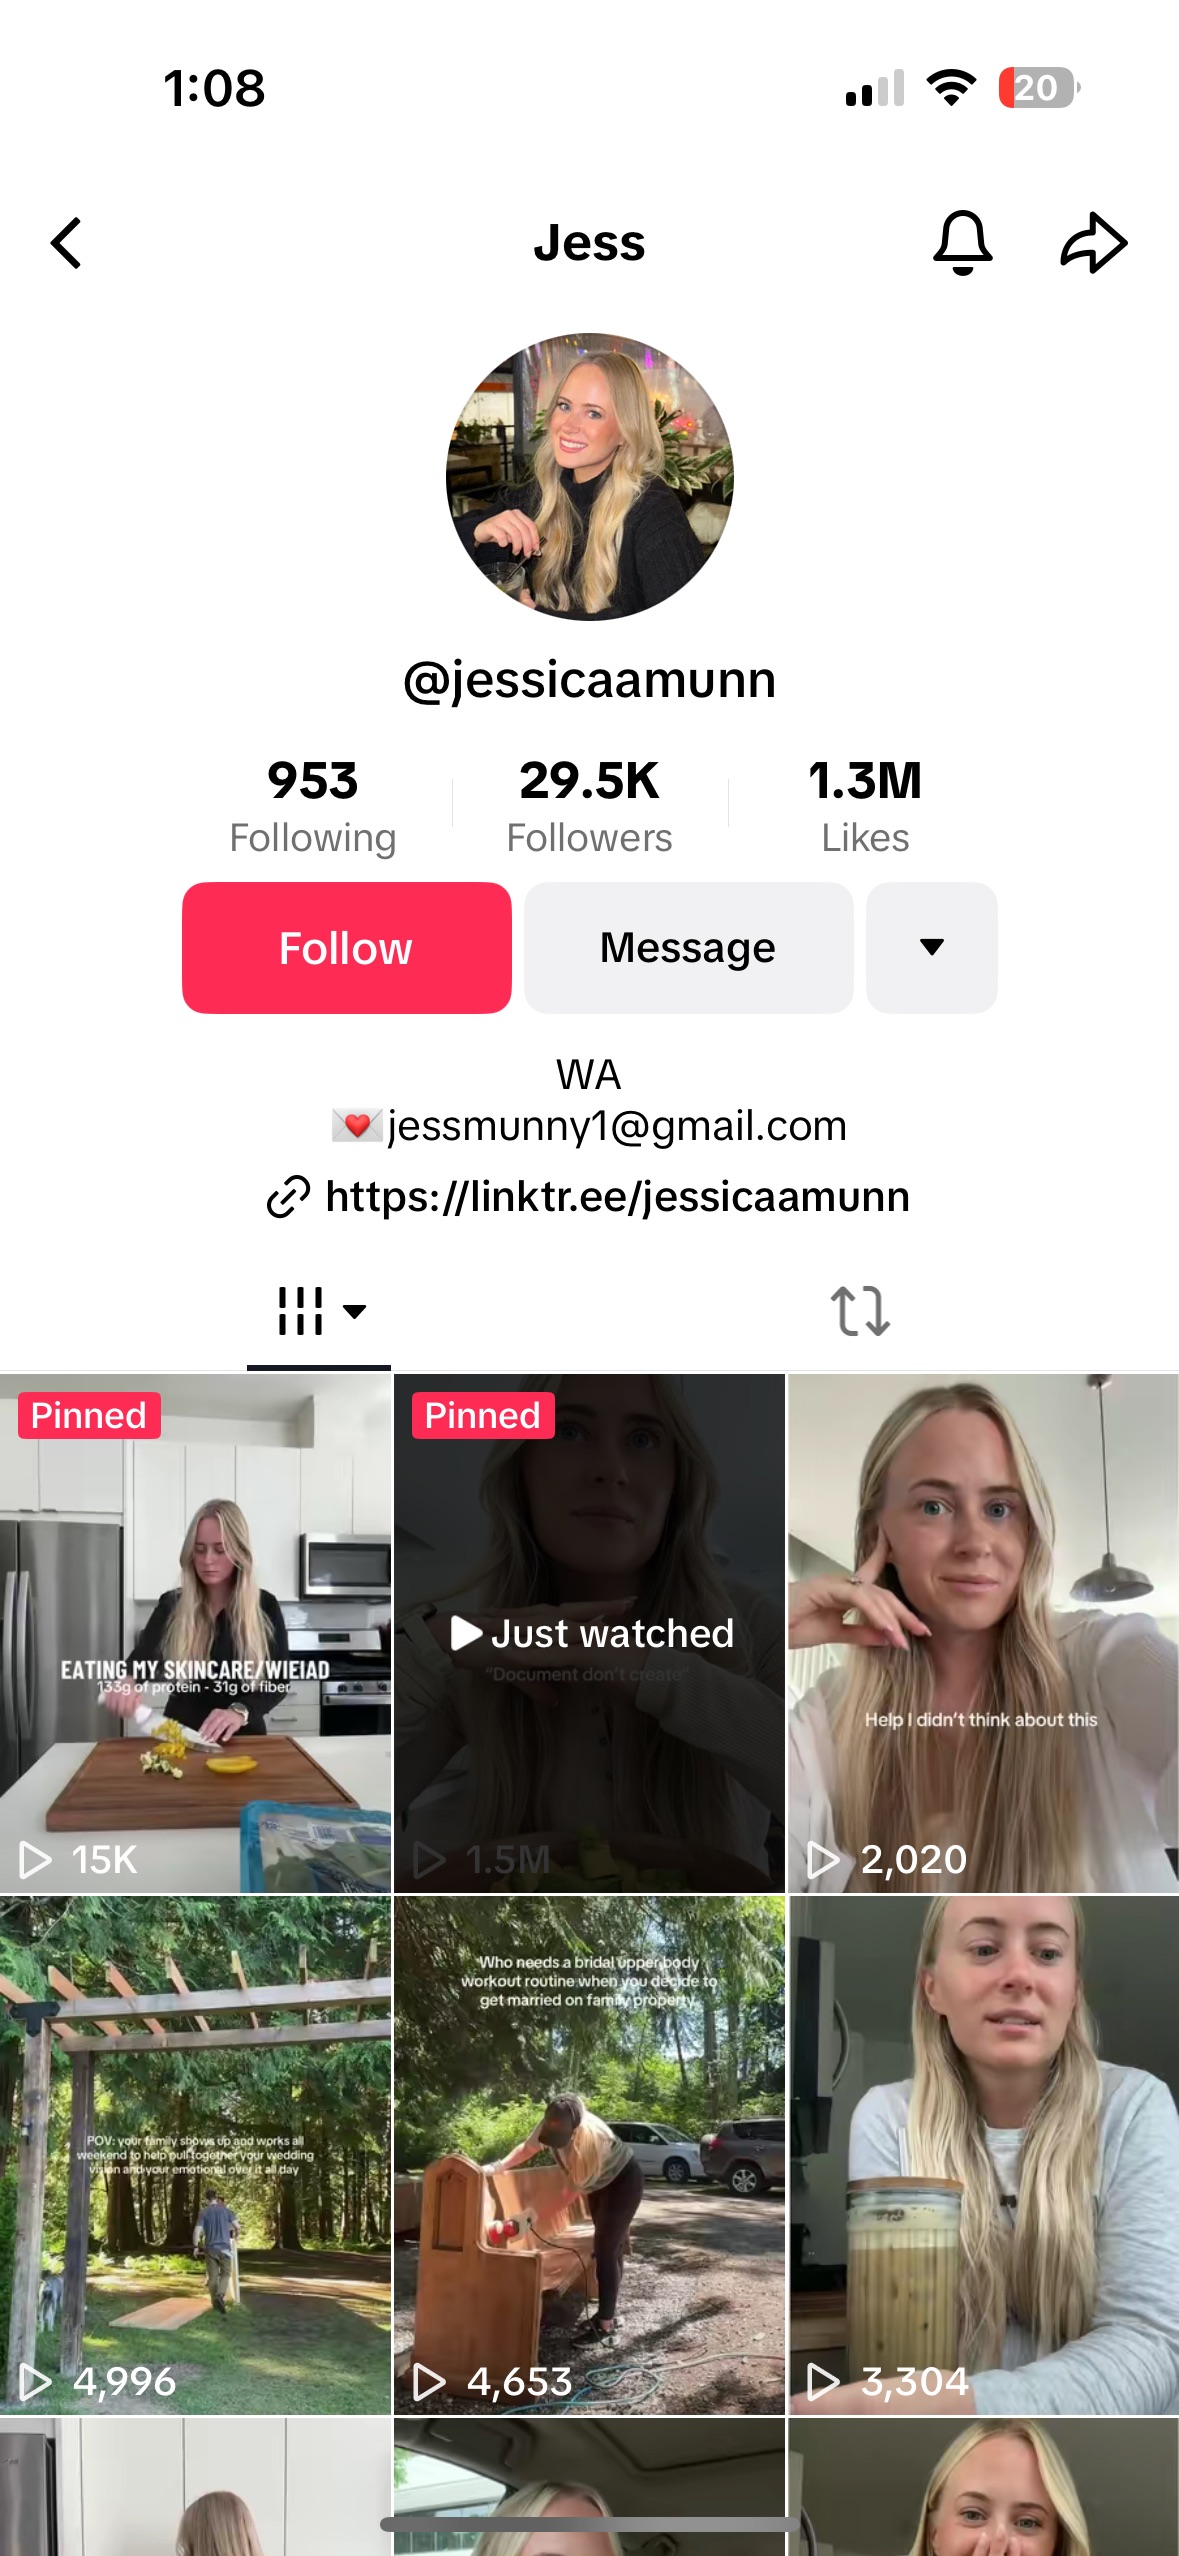 1:08
20
Jess
@jessicaamunn
953
Following
29.5K
Followers
1.3M
Likes
Follow
Message
WA
💌jessmunny1@gmail.com
https://linktr.ee/jessicaamunn
Pinned
EATING MY SKINCARE/WIEIAD
133g of protein - 31g of fiber
15K
Pinned
Just watched
“Document don’t create”
1.5M
Help I didn’t think about this
2,020
POV: your family shows up and works all
weekend to help pull together your wedding
vision and your emotional over it all day
4,996
Who needs a bridal upper body
workout routine when you decide to
get married on family property
4,653
3,304